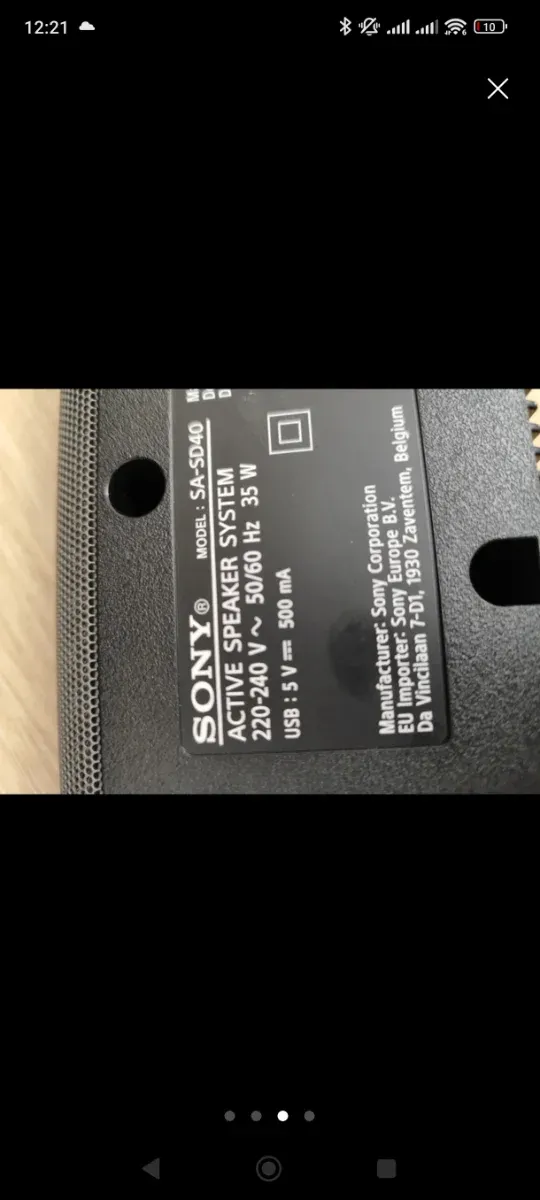 12:21
10
SONY®
MODEL : SA-SD40
ACTIVE SPEAKER SYSTEM
220-240 V ~ 50/60 Hz 35 W
USB : 5 V ⎓ 500 mA
Manufacturer: Sony Corporation
EU Importer: Sony Europe B.V.
Da Vincilaan 7-D1, 1930 Zaventem, Belgium